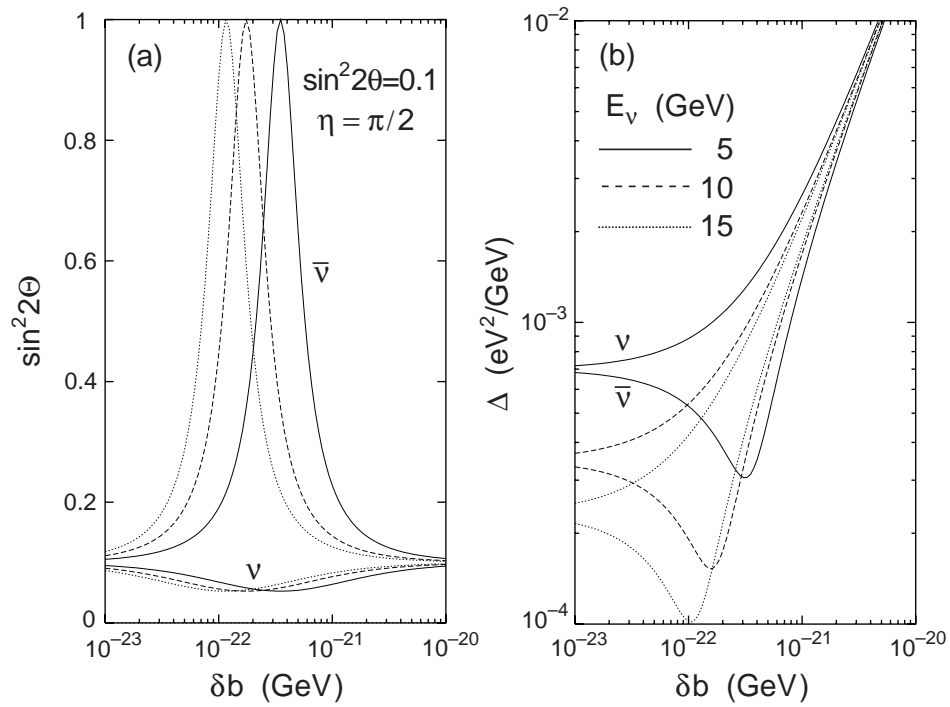 (a)
sin²2θ=0.1
η = π/2
ν̄
ν
sin²2Θ
1
0.8
0.6
0.4
0.2
0
10⁻²³
10⁻²²
10⁻²¹
10⁻²⁰
δb (GeV)
(b)
E_ν (GeV)
5
10
15
ν
ν̄
Δ (eV²/GeV)
10⁻²
10⁻³
10⁻⁴
10⁻²³
10⁻²²
10⁻²¹
10⁻²⁰
δb (GeV)